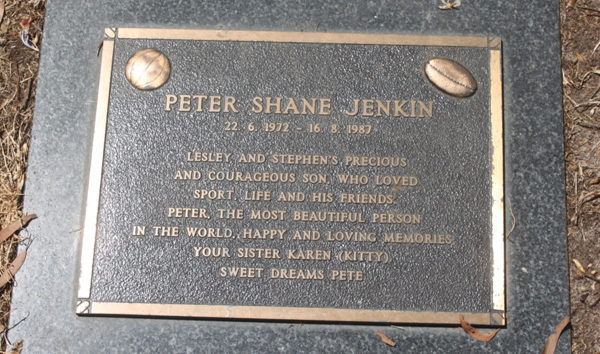 PETER SHANE JENKIN
22. 6. 1972 - 16. 8. 1987
LESLEY AND STEPHEN'S PRECIOUS
AND COURAGEOUS SON, WHO LOVED
SPORT, LIFE AND HIS FRIENDS.
PETER, THE MOST BEAUTIFUL PERSON
IN THE WORLD, HAPPY AND LOVING MEMORIES,
YOUR SISTER KAREN (KITTY)
SWEET DREAMS PETE